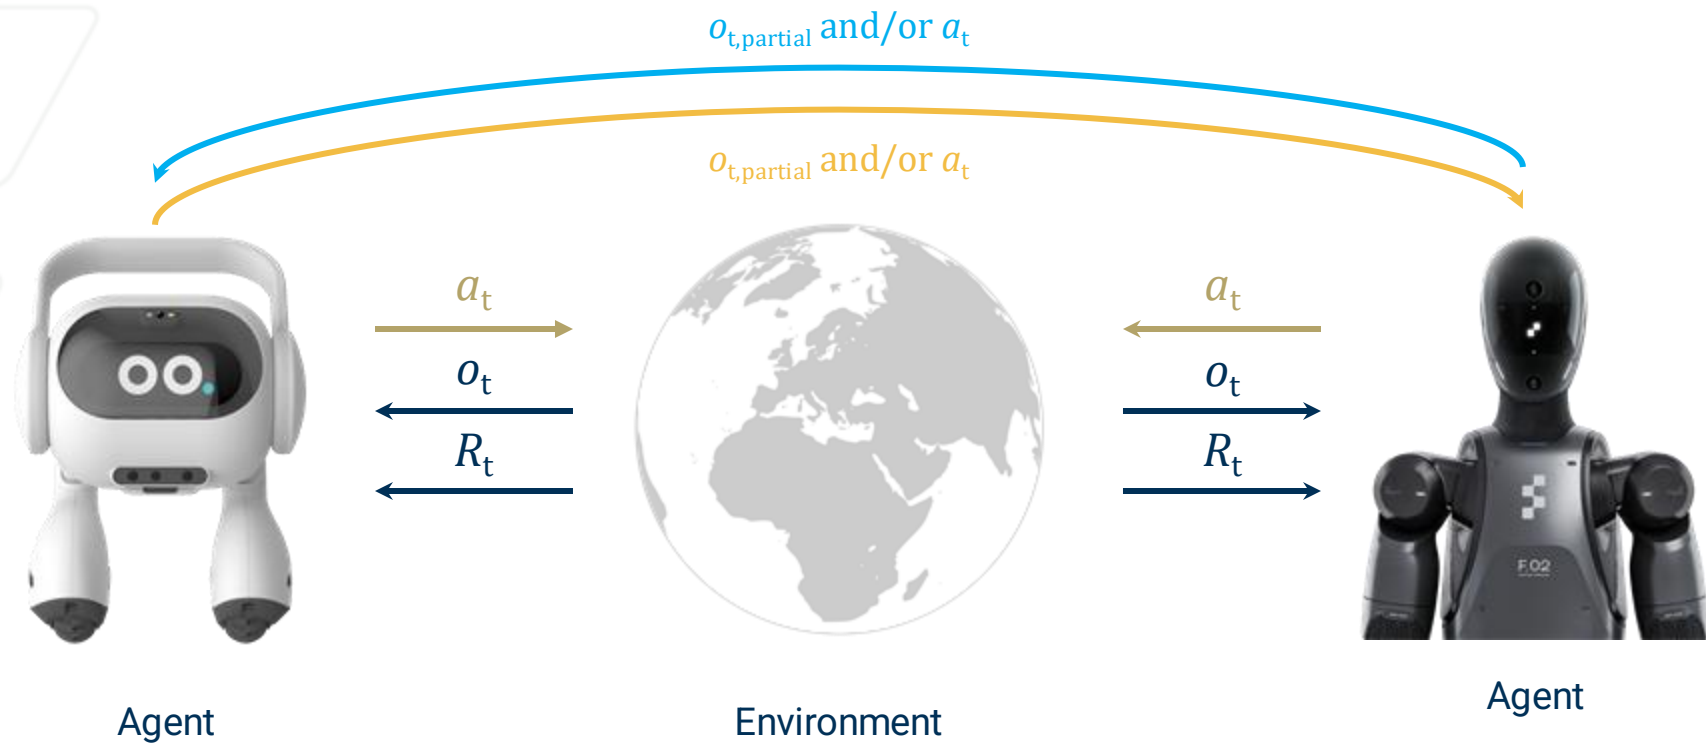 o_t,partial and/or a_t
o_t,partial and/or a_t
a_t
a_t
o_t
o_t
R_t
R_t
F.02
Agent
Environment
Agent